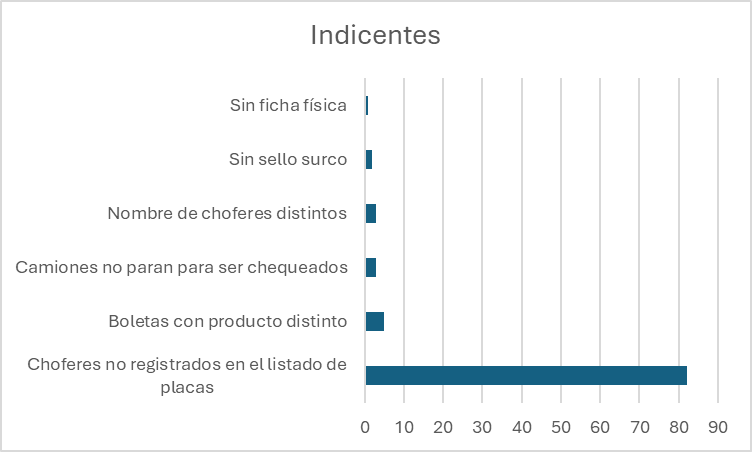 Indicentes
Sin ficha física
Sin sello surco
Nombre de choferes distintos
Camiones no paran para ser chequeados
Boletas con producto distinto
Choferes no registrados en el listado de
placas
0 10 20 30 40 50 60 70 80 90